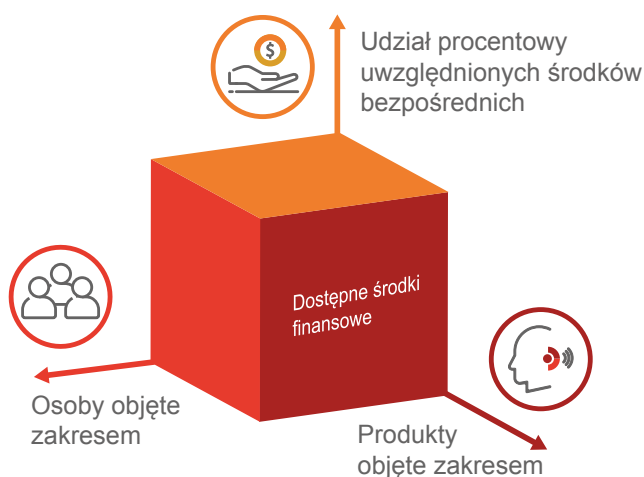 Udział procentowy
uwzględnionych środków
bezpośrednich
$
Dostępne środki
finansowe
Osoby objęte
zakresem
Produkty
objęte zakresem